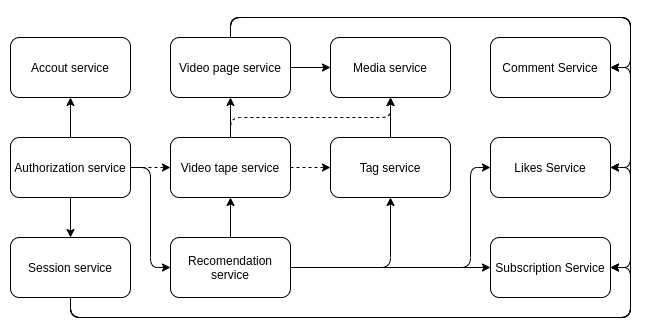 Accout service
Video page service
Media service
Comment Service
Authorization service
Video tape service
Tag service
Likes Service
Session service
Recomendation
service
Subscription Service